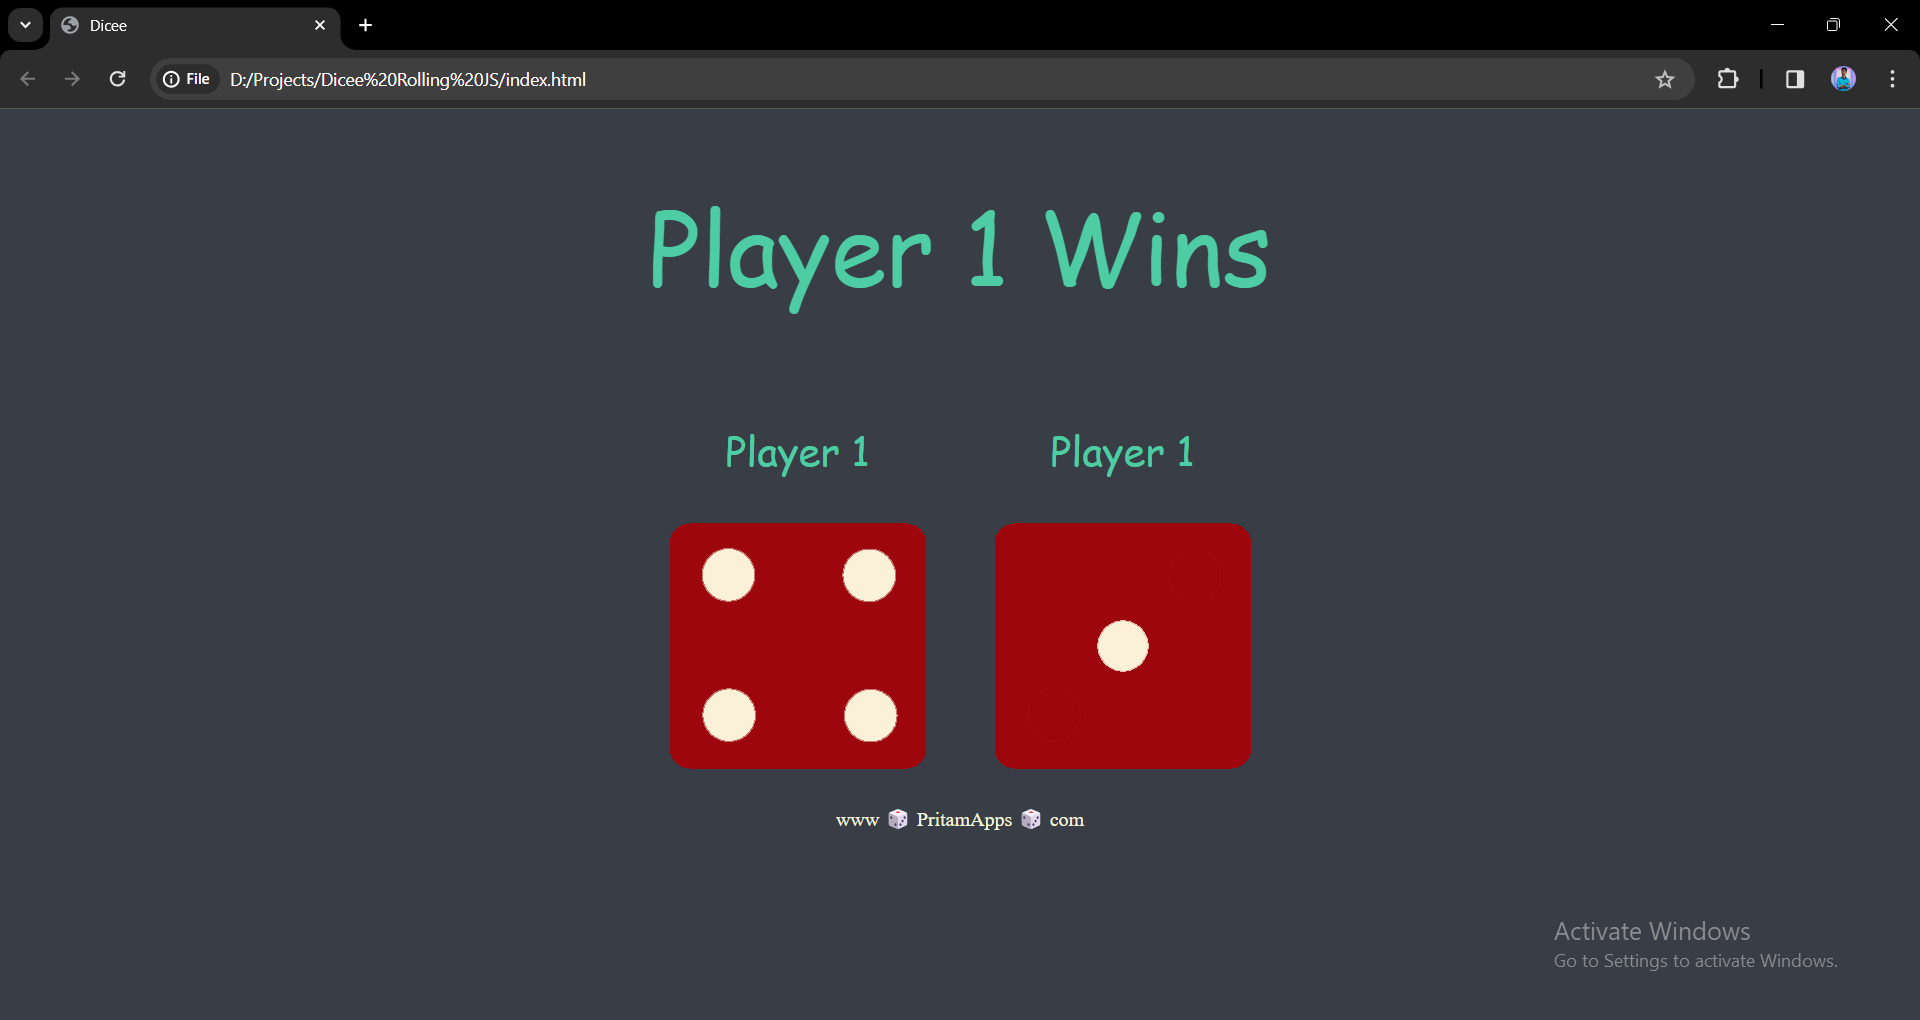 Dicee
File D:/Projects/Dicee%20Rolling%20JS/index.html
Player 1 Wins
Player 1 Player 1
www 🎲 PritamApps 🎲 com
Activate Windows
Go to Settings to activate Windows.